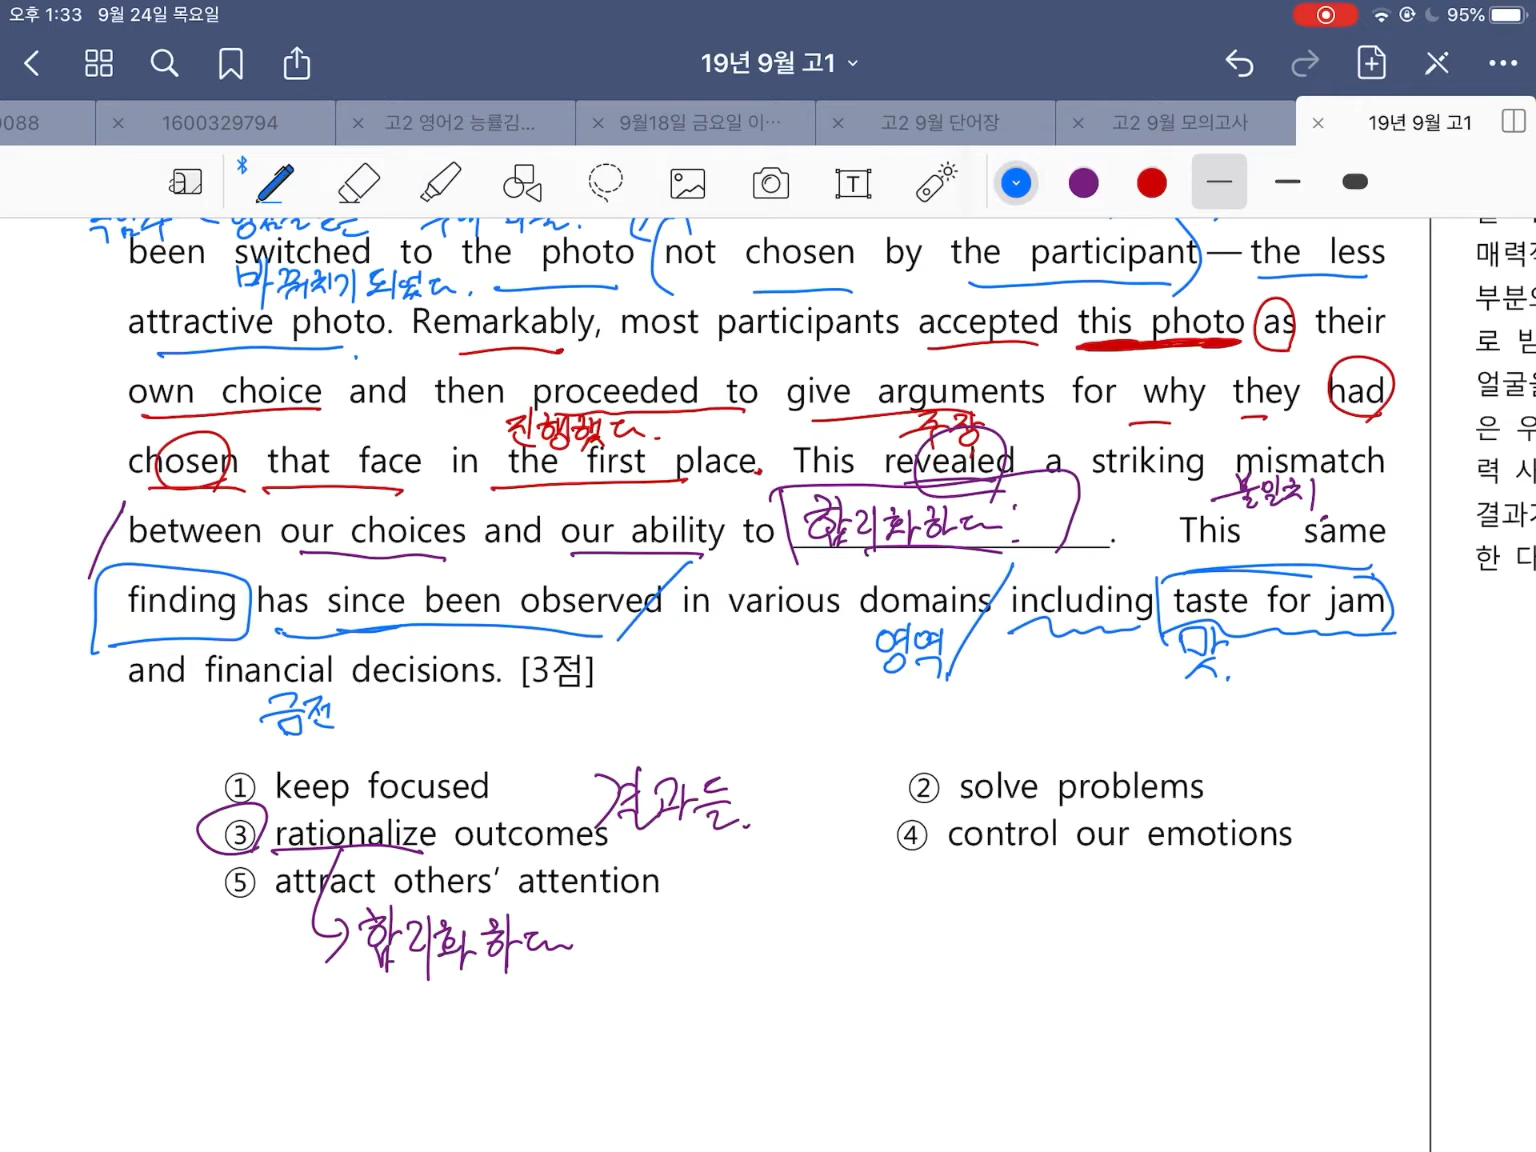 오후 1:33 9월 24일 목요일
95%
19년 9월 고1
0088
1600329794
고2 영어2 능률김...
9월18일 금요일 이...
고2 9월 단어장
고2 9월 모의고사
19년 9월 고1
been switched to the photo (not chosen by the participant) — the less
바꿔치기 되었다.
attractive photo. Remarkably, most participants accepted this photo as their
own choice and then proceeded to give arguments for why they had
진행했다. 주장
chosen that face in the first place. This revealed a striking mismatch
불일치
between our choices and our ability to 합리화하다. This same
finding has since been observed in various domains including taste for jam
영역 맛.
and financial decisions. [3점]
금전
① keep focused ② solve problems
결과들.
③ rationalize outcomes ④ control our emotions
⑤ attract others' attention
합리화하다
매력적
부분의
로 받
얼굴을
은 우
력 시
결과가
한 다